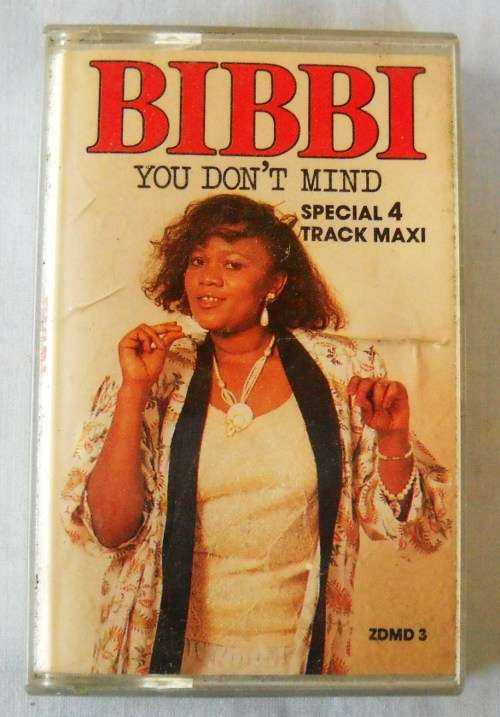 BIBBI
YOU DON'T MIND
SPECIAL 4
TRACK MAXI
ZDMD 3